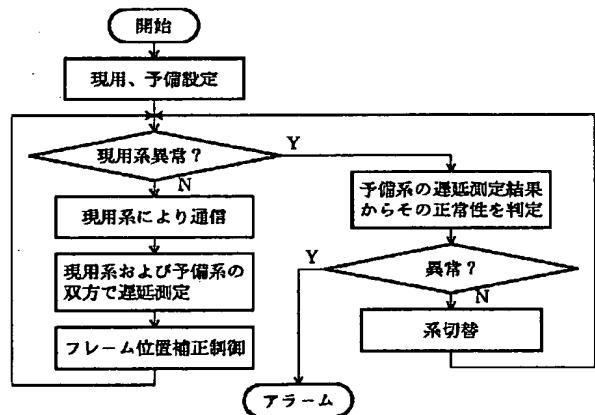 開始
現用、予備設定
現用系異常?
Y
N
現用系により通信
現用系および予備系の
双方で遅延測定
フレーム位置補正制御
予備系の遅延測定結果
からその正常性を判定
Y
異常?
N
系切替
アラーム